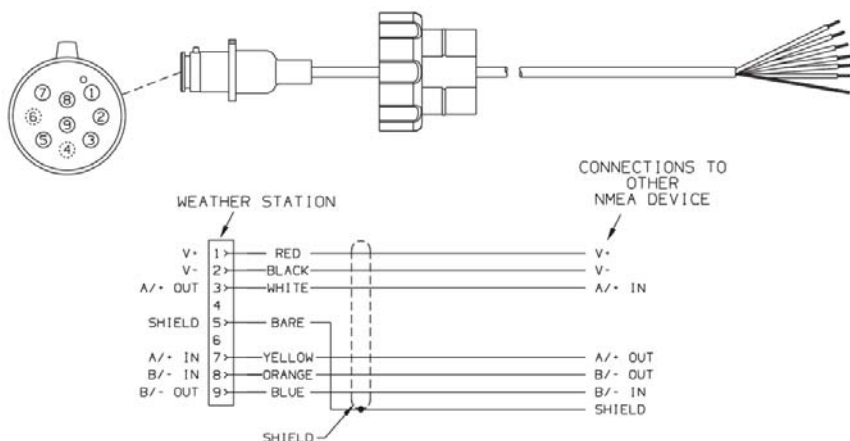 7
8
1
6
9
2
5
4
3
CONNECTIONS TO
OTHER
NMEA DEVICE
WEATHER STATION
V+ 1 RED V+
V- 2 BLACK V-
A/+ OUT 3 WHITE A/+ IN
4
SHIELD 5 BARE
6
A/+ IN 7 YELLOW A/+ OUT
B/- IN 8 ORANGE B/- OUT
B/- OUT 9 BLUE B/- IN
SHIELD
SHIELD